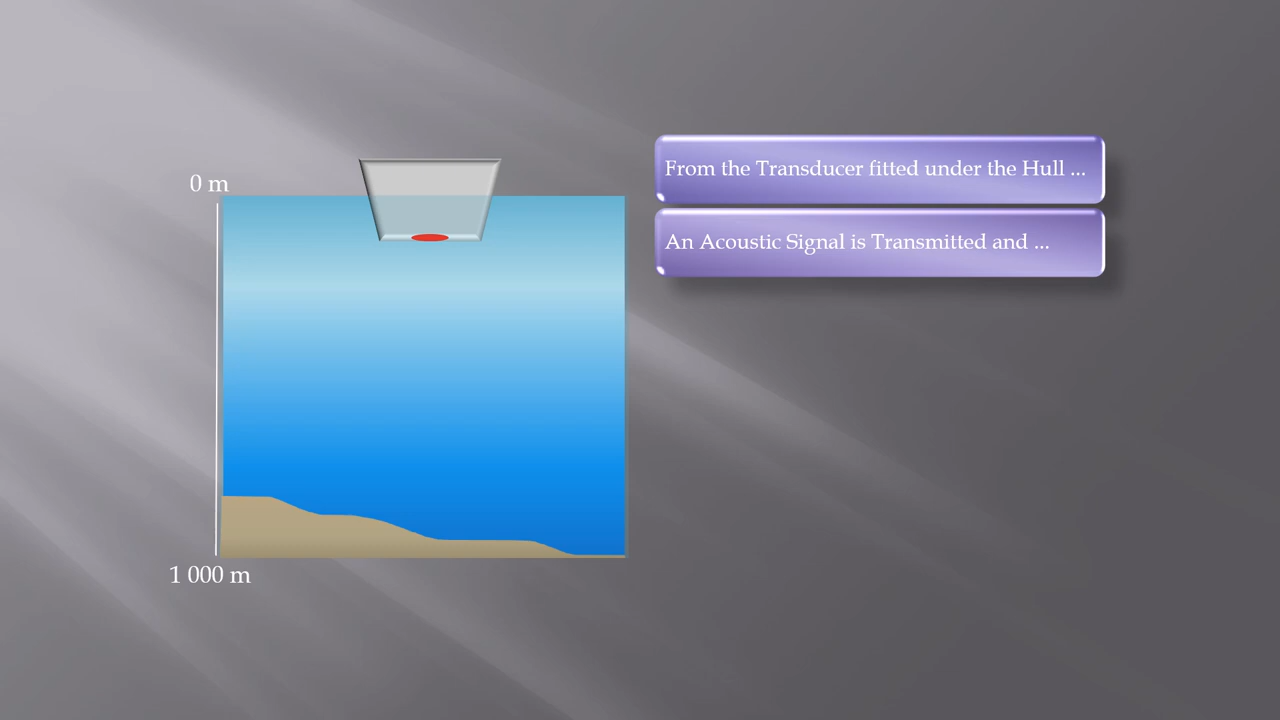 0 m
From the Transducer fitted under the Hull ...
An Acoustic Signal is Transmitted and ...
1 000 m